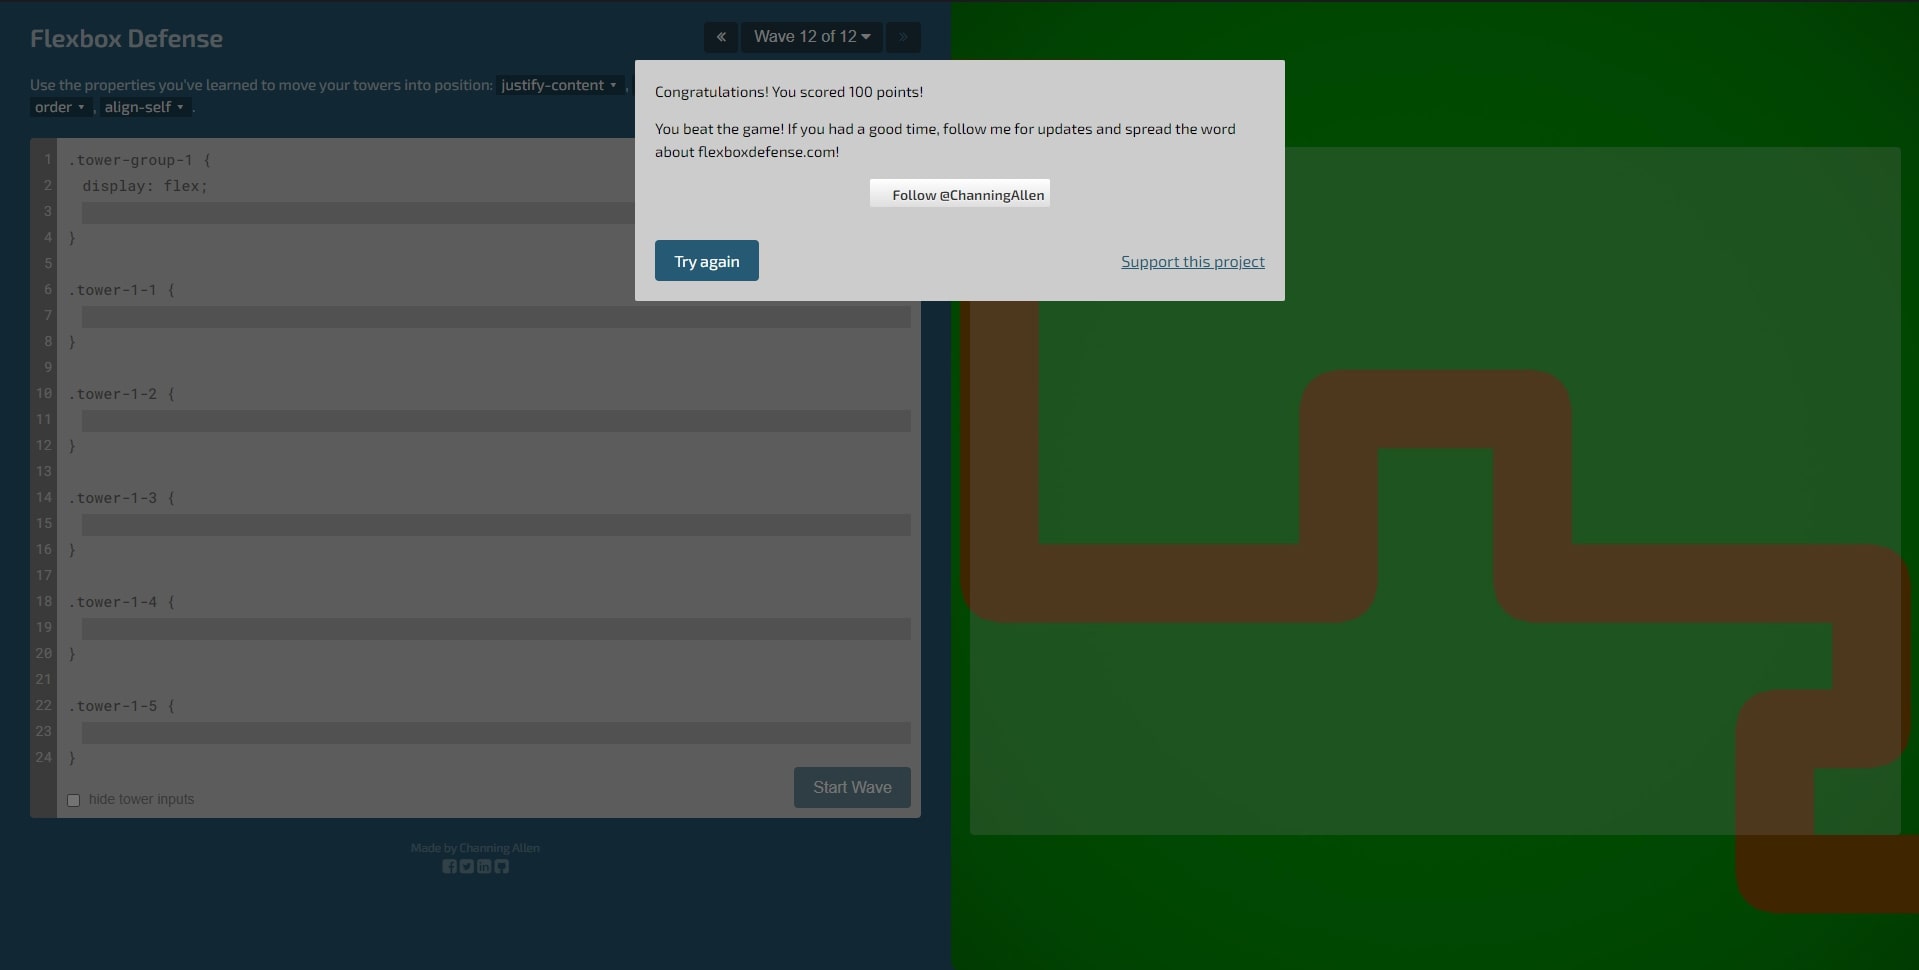 Flexbox Defense
« Wave 12 of 12 »
Use the properties you've learned to move your towers into position: justify-content ,
order , align-self .
Congratulations! You scored 100 points!
You beat the game! If you had a good time, follow me for updates and spread the word
about flexboxdefense.com!
Follow @ChanningAllen
Try again
Support this project
1 .tower-group-1 {
2 display: flex;
3
4 }
5
6 .tower-1-1 {
7
8 }
9
10 .tower-1-2 {
11
12 }
13
14 .tower-1-3 {
15
16 }
17
18 .tower-1-4 {
19
20 }
21
22 .tower-1-5 {
23
24 }
hide tower inputs
Start Wave
Made by Channing Allen